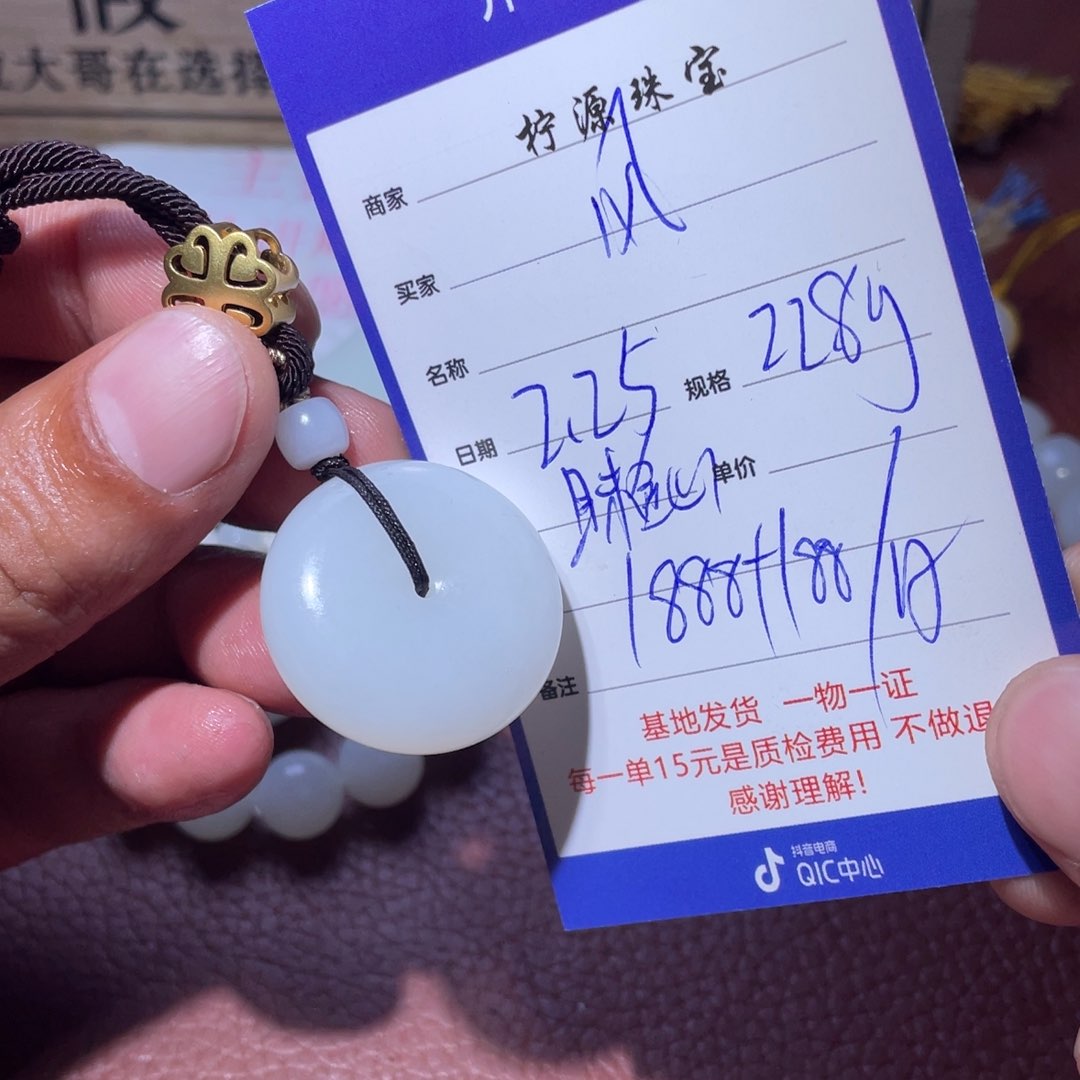 大哥在选择
柠源珠宝
商家
买家
名称
日期 2.25 规格 228g
单价
1888+188/
备注
基地发货 一物一证
每一单15元是质检费用 不做退
感谢理解!
抖音电商
QIC中心